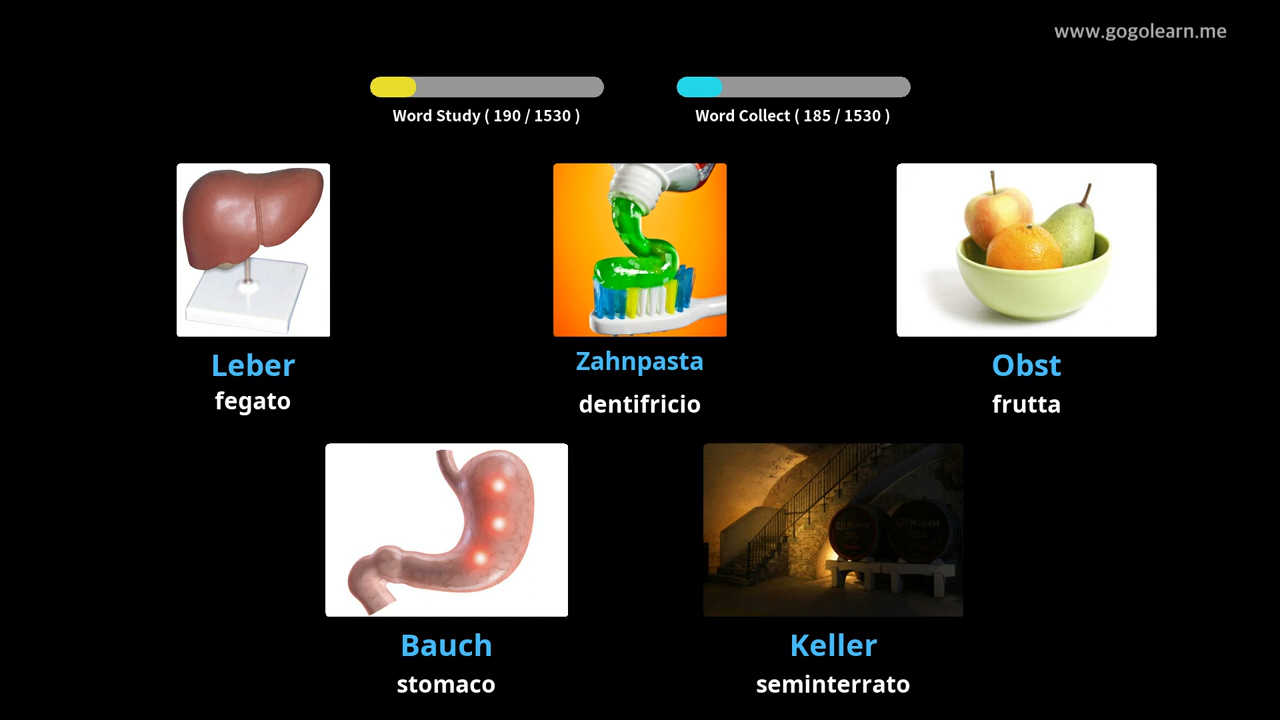 www.gogolearn.me
Word Study ( 190 / 1530 )
Word Collect ( 185 / 1530 )
Leber
fegato
Zahnpasta
dentifricio
Obst
frutta
Bauch
stomaco
Keller
seminterrato